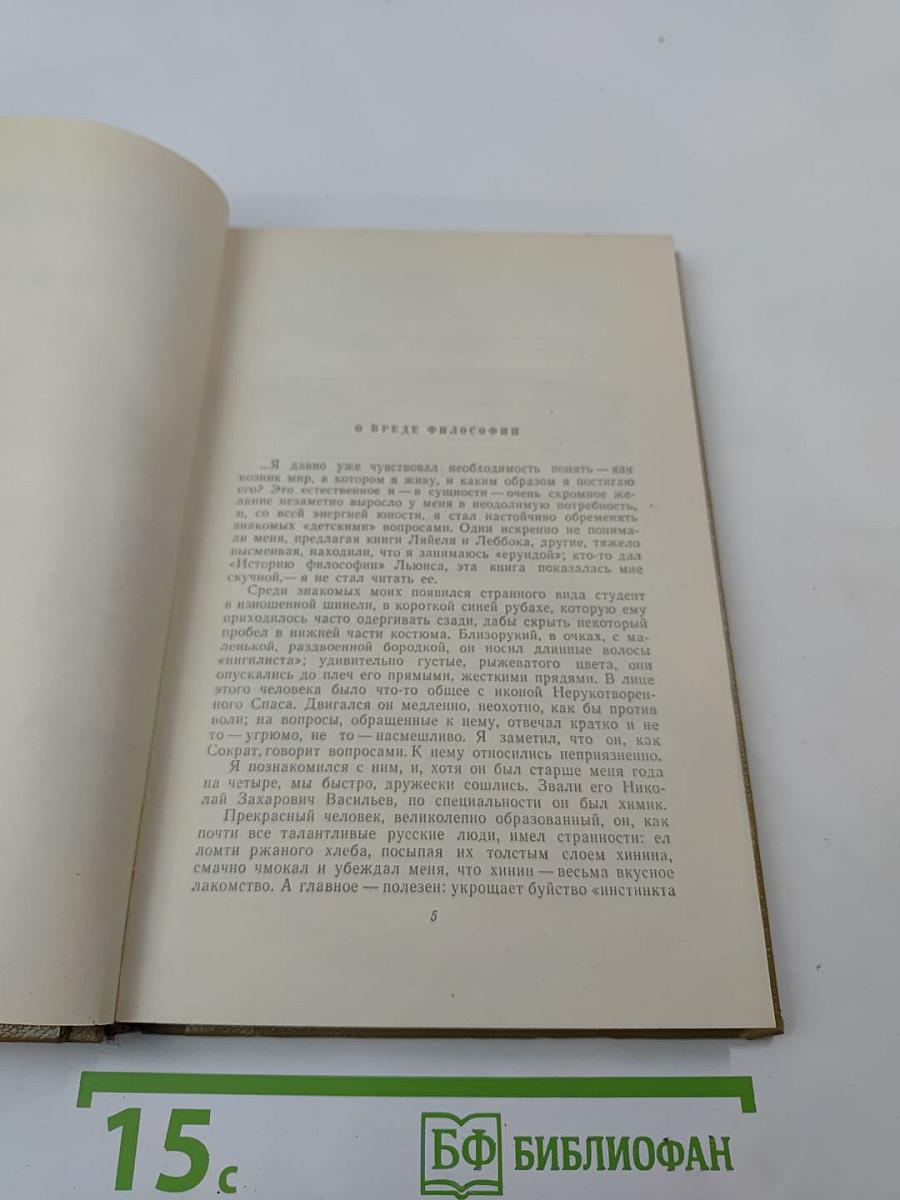 О ВРЕДЕ ФИЛОСОФИИ
...Я давно уже чувствовал необходимость понять — как
возник мир, в котором я живу, и каким образом я постигаю
его? Это естественное и — в сущности — очень скромное же-
лание незаметно выросло у меня в неодолимую потребность,
и, со всей энергией юности, я стал настойчиво обременять
знакомых «детскими» вопросами. Одни искренно не понима-
ли меня, предлагая книги Ляйеля и Леббока, другие, тяжело
высмеивая, находили, что я занимаюсь «ерундой»; кто-то дал
«Историю философии» Льюиса, эта книга показалась мне
скучной,— я не стал читать ее.
Среди знакомых моих появился странного вида студент
в изношенной шинели, в короткой синей рубахе, которую ему
приходилось часто одергивать сзади, дабы скрыть некоторый
пробел в нижней части костюма. Близорукий, в очках, с ма-
ленькой, раздвоенной бородкой, он носил длинные волосы
«нигилиста»; удивительно густые, рыжеватого цвета, они
опускались до плеч его прямыми, жесткими прядями. В лице
этого человека было что-то общее с иконой Нерукотворен-
ного Спаса. Двигался он медленно, неохотно, как бы против
воли; на вопросы, обращенные к нему, отвечал кратко и не
то — угрюмо, не то — насмешливо. Я заметил, что он, как
Сократ, говорит вопросами. К нему относились неприязненно.
Я познакомился с ним, и, хотя он был старше меня года
на четыре, мы быстро, дружески сошлись. Звали его Нико-
лай Захарович Васильев, по специальности он был химик.
Прекрасный человек, великолепно образованный, он, как
почти все талантливые русские люди, имел странности: ел
ломти ржаного хлеба, посыпая их толстым слоем хинина,
смачно чмокал и убеждал меня, что хинин — весьма вкусное
лакомство. А главное — полезен: укрощает буйство «инстинкта
5
15 с
БФ БИБЛИОФАН